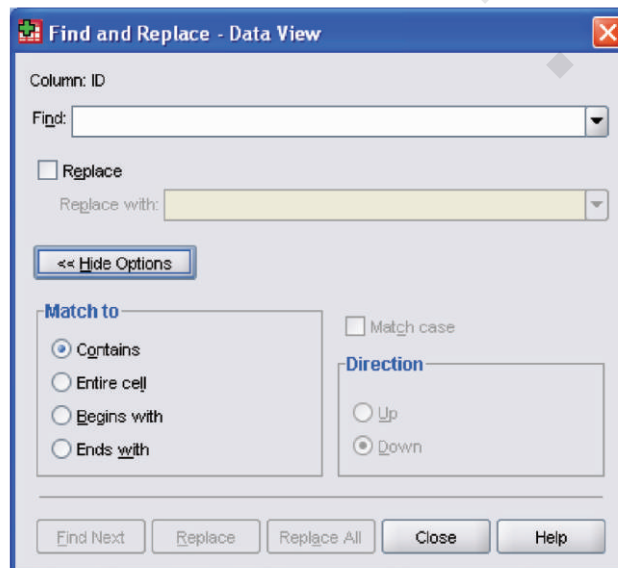 Find and Replace - Data View
Column: ID
Find:
Replace
Replace with:
<< Hide Options
Match to
Contains
Entire cell
Begins with
Ends with
Match case
Direction
Up
Down
Find Next Replace Replace All Close Help